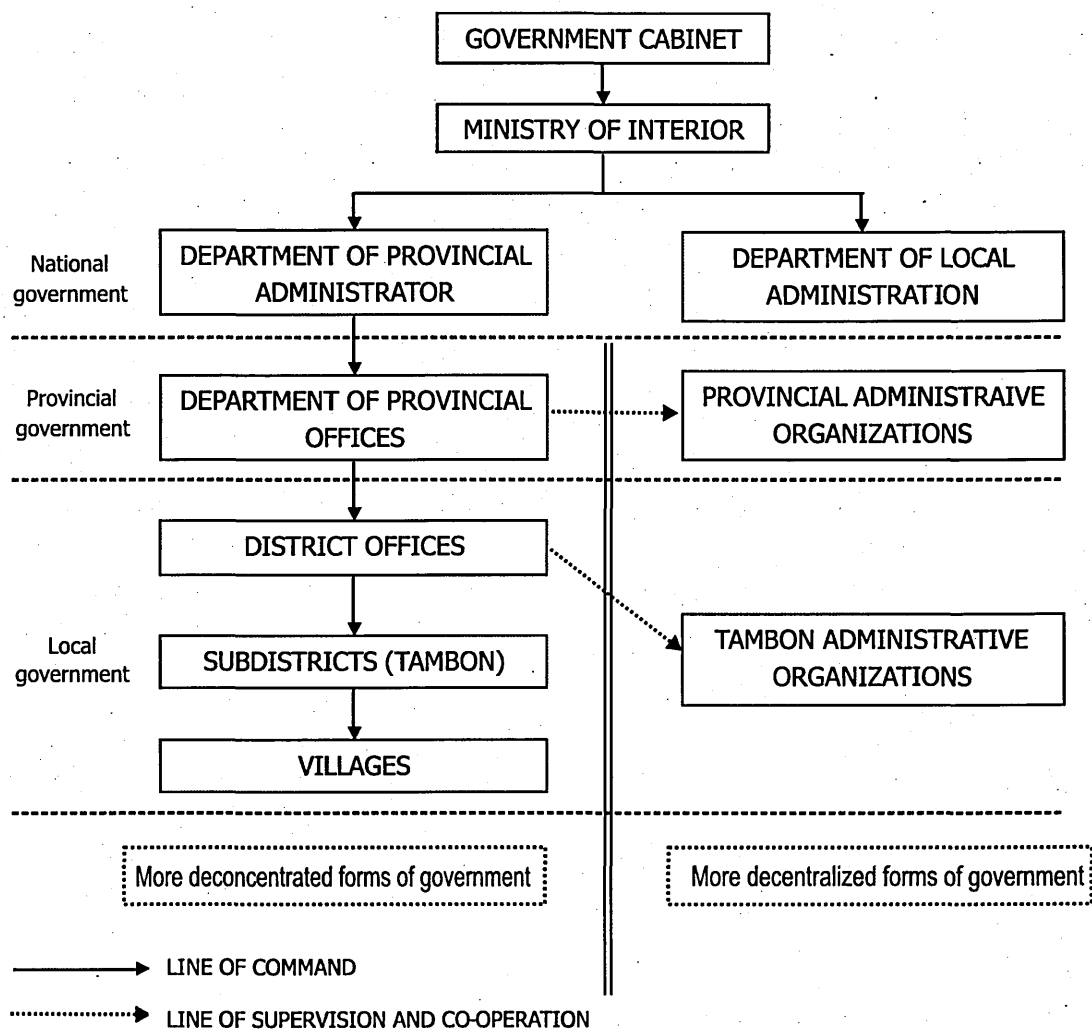 GOVERNMENT CABINET
MINISTRY OF INTERIOR
National
government
DEPARTMENT OF PROVINCIAL
ADMINISTRATOR
DEPARTMENT OF LOCAL
ADMINISTRATION
Provincial
government
DEPARTMENT OF PROVINCIAL
OFFICES
PROVINCIAL ADMINISTRAIVE
ORGANIZATIONS
DISTRICT OFFICES
Local
government
SUBDISTRICTS (TAMBON)
TAMBON ADMINISTRATIVE
ORGANIZATIONS
VILLAGES
More deconcentrated forms of government
More decentralized forms of government
LINE OF COMMAND
LINE OF SUPERVISION AND CO-OPERATION